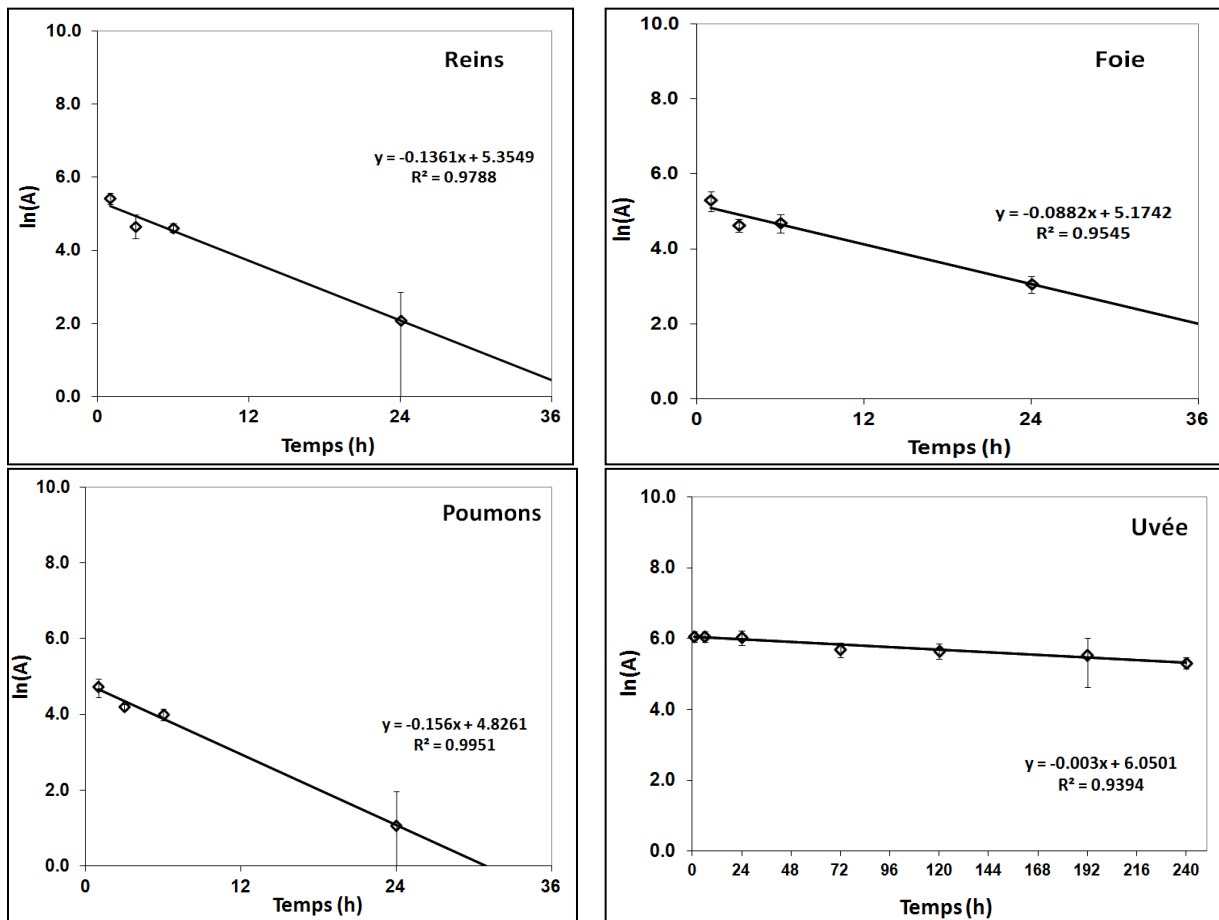 Reins
10.0
8.0
6.0
4.0
2.0
0.0
ln(A)
y = -0.1361x + 5.3549
R² = 0.9788
0 12 24 36
Temps (h)
Foie
10.0
8.0
6.0
4.0
2.0
0.0
ln(A)
y = -0.0882x + 5.1742
R² = 0.9545
0 12 24 36
Temps (h)
Poumons
10.0
8.0
6.0
4.0
2.0
0.0
ln(A)
y = -0.156x + 4.8261
R² = 0.9951
0 12 24 36
Temps (h)
Uvée
10.0
8.0
6.0
4.0
2.0
0.0
ln(A)
y = -0.003x + 6.0501
R² = 0.9394
0 24 48 72 96 120 144 168 192 216 240
Temps (h)